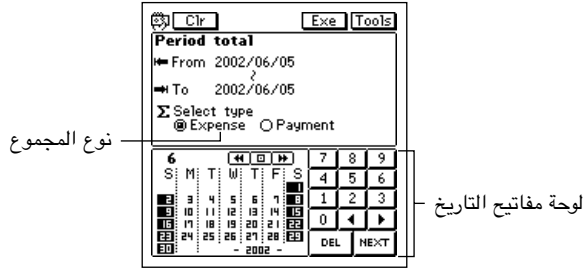 Clr Exe Tools
Period total
From 2002/06/05
~
To 2002/06/05
Σ Select type
Expense Payment
نوع المجموع
6
S M T W T F S
1
2 3 4 5 6 7 8
9 10 11 12 13 14 15
16 17 18 19 20 21 22
23 24 25 26 27 28 29
30 - 2002 -
7 8 9
4 5 6
1 2 3
0
DEL NEXT
لوحة مفاتيح التاريخ